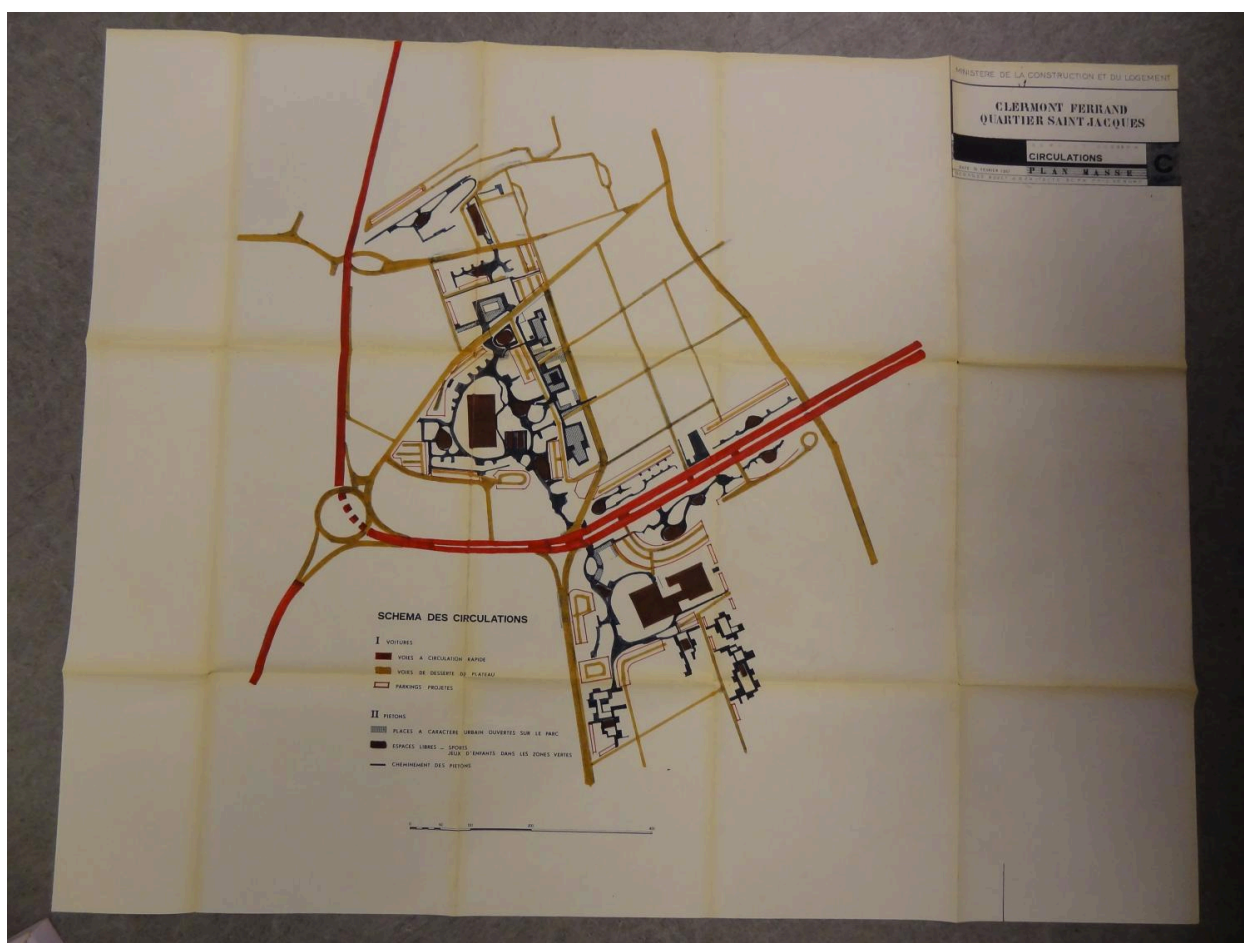 MINISTERE DE LA CONSTRUCTION ET DU LOGEMENT
CLERMONT FERRAND
QUARTIER SAINT JACQUES
CIRCULATIONS
C
PLAN MASSE
SCHEMA DES CIRCULATIONS
I VOITURES
VOIES A CIRCULATION RAPIDE
VOIES DE DESSERTE DU PLATEAU
PARKINGS PROJETES
II PIETONS
PLACES A CARACTERE URBAIN OUVERTES SUR LE PARC
ESPACES LIBRES _ SPORTS
JEUX D'ENFANTS DANS LES ZONES VERTES
CHEMINEMENT DES PIETONS